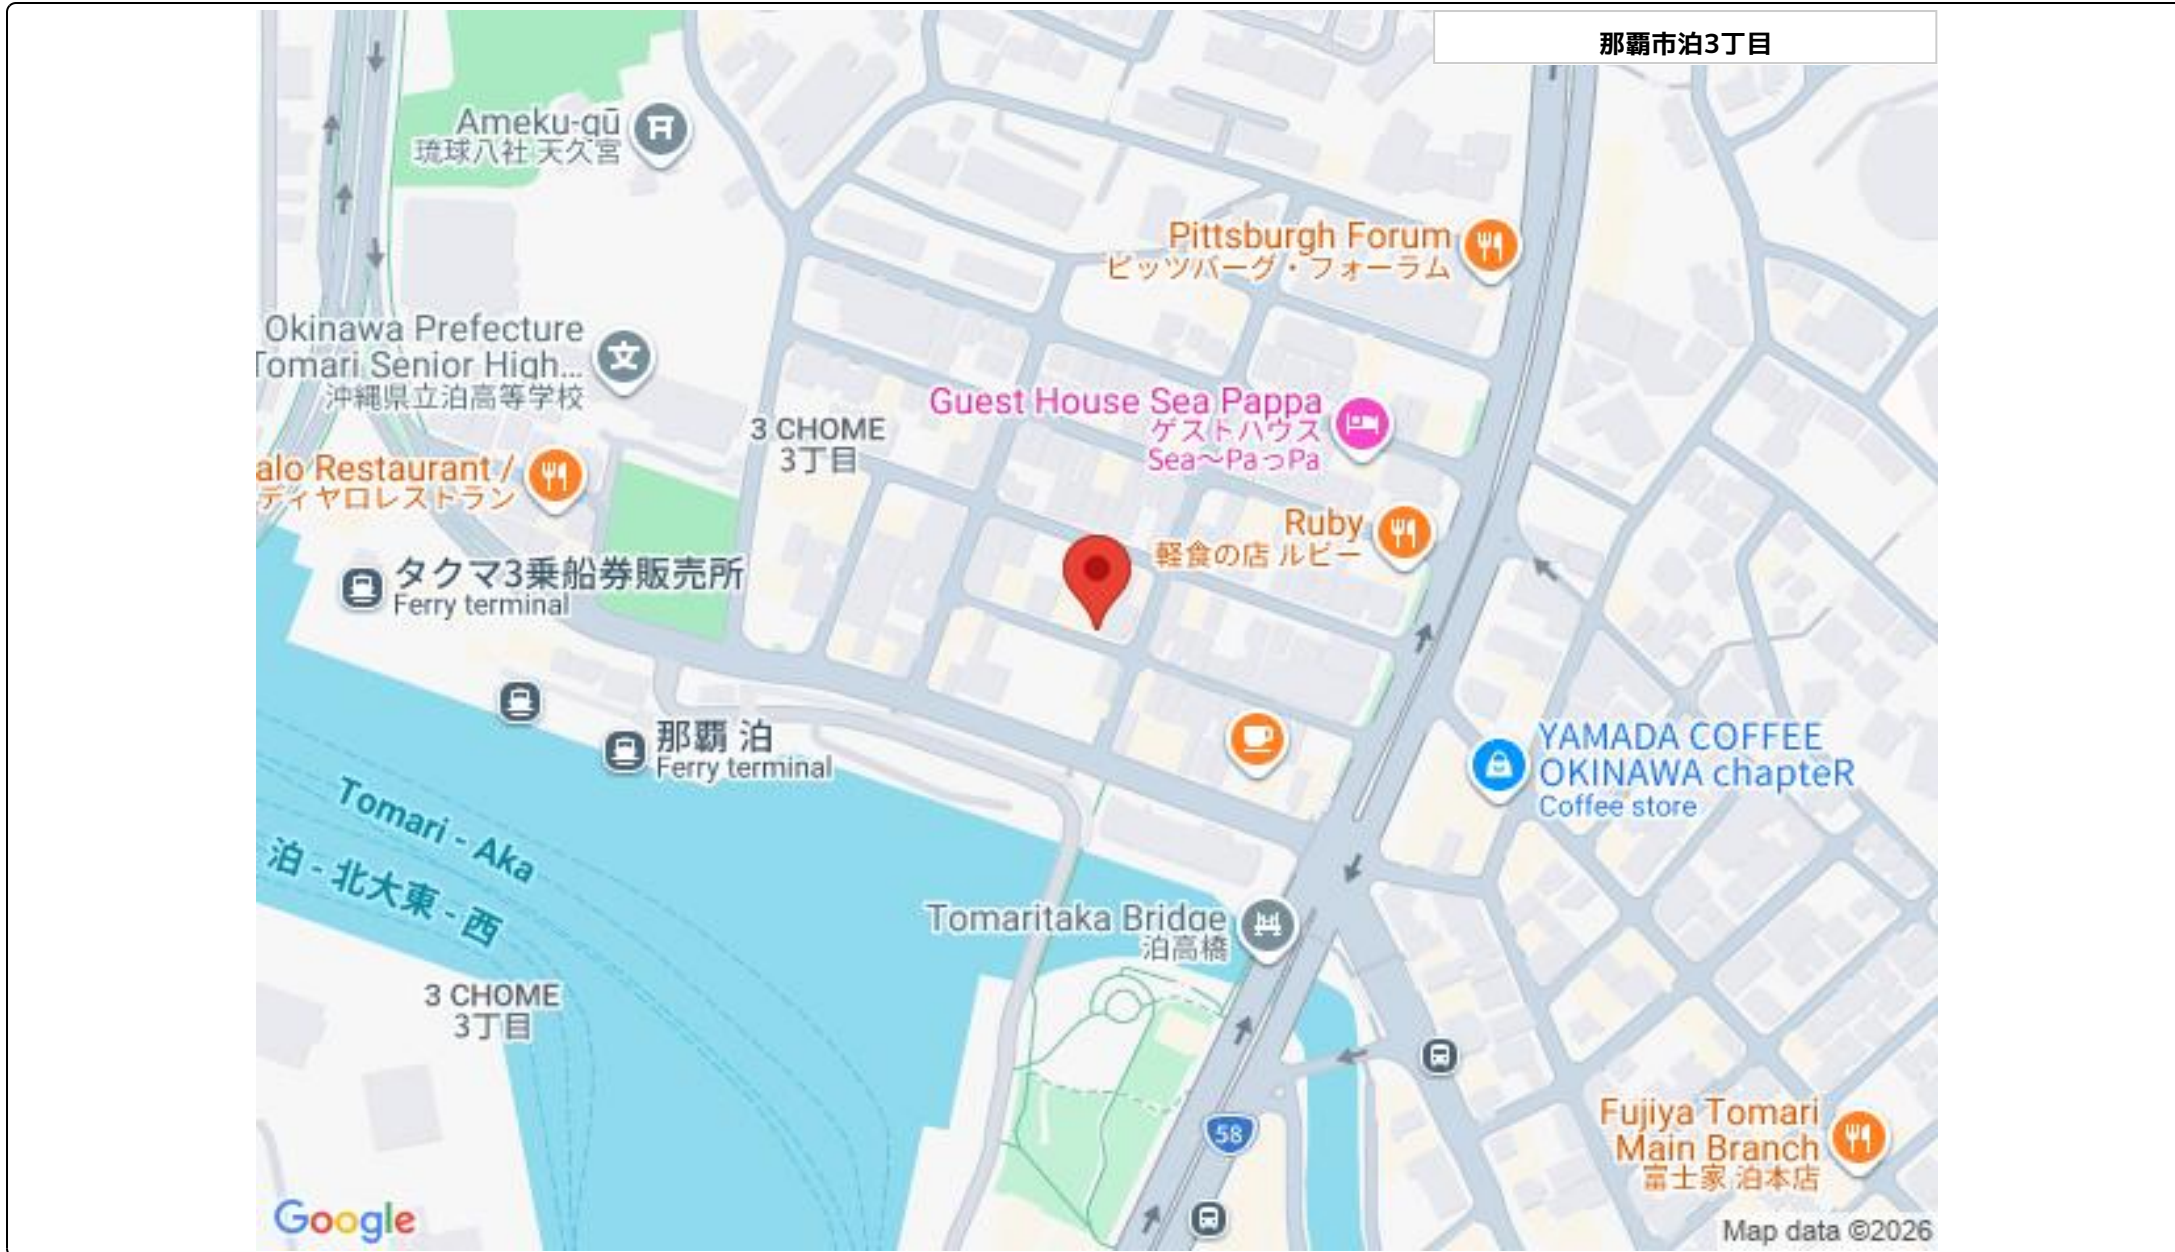 那覇市泊3丁目
Ameku-gū
琉球八社 天久宮
Pittsburgh Forum
ピッツバーグ・フォーラム
Okinawa Prefecture
Tomari Senior High...
沖縄県立泊高等学校
Guest House Sea Pappa
ゲストハウス
Sea～PaっPa
3 CHOME
3丁目
alo Restaurant /
ディヤロレストラン
Ruby
軽食の店 ルビー
タクマ3乗船券販売所
Ferry terminal
那覇 泊
Ferry terminal
YAMADA COFFEE
OKINAWA chapteR
Coffee store
Tomari - Aka
泊 - 北大東 - 西
Tomaritaka Bridge
泊高橋
3 CHOME
3丁目
58
Fujiya Tomari
Main Branch
富士家 泊本店
Google
Map data ©2026